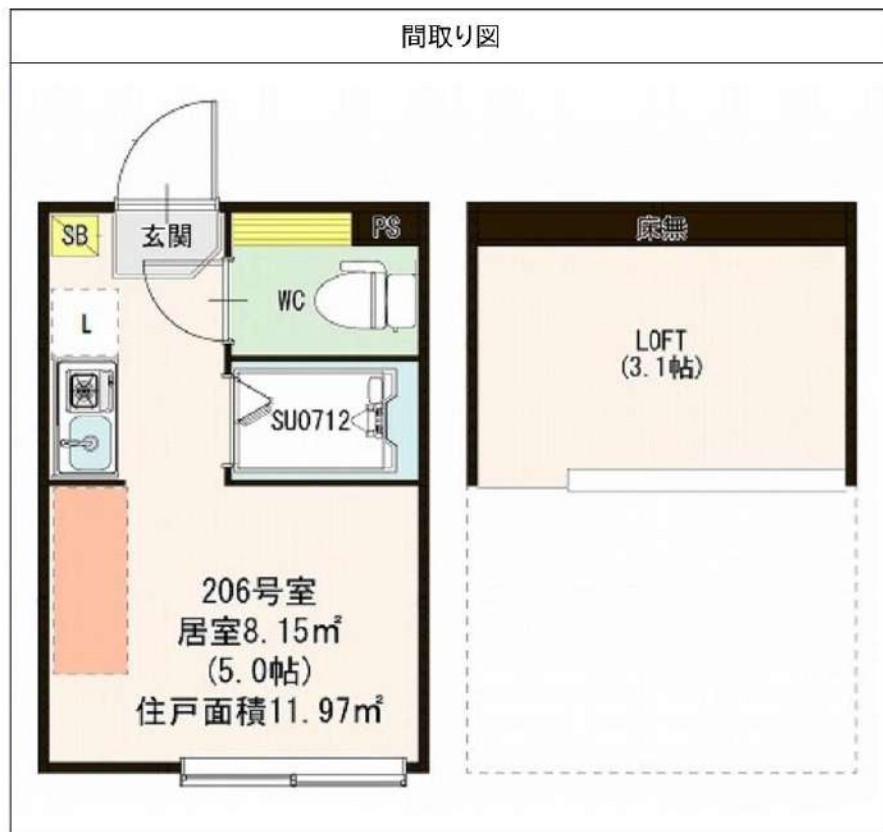 間取り図
SB
玄関
PS
L
WC
SU0712
206号室
居室8.15㎡
(5.0帖)
住戸面積11.97㎡
床無
LOFT
(3.1帖)